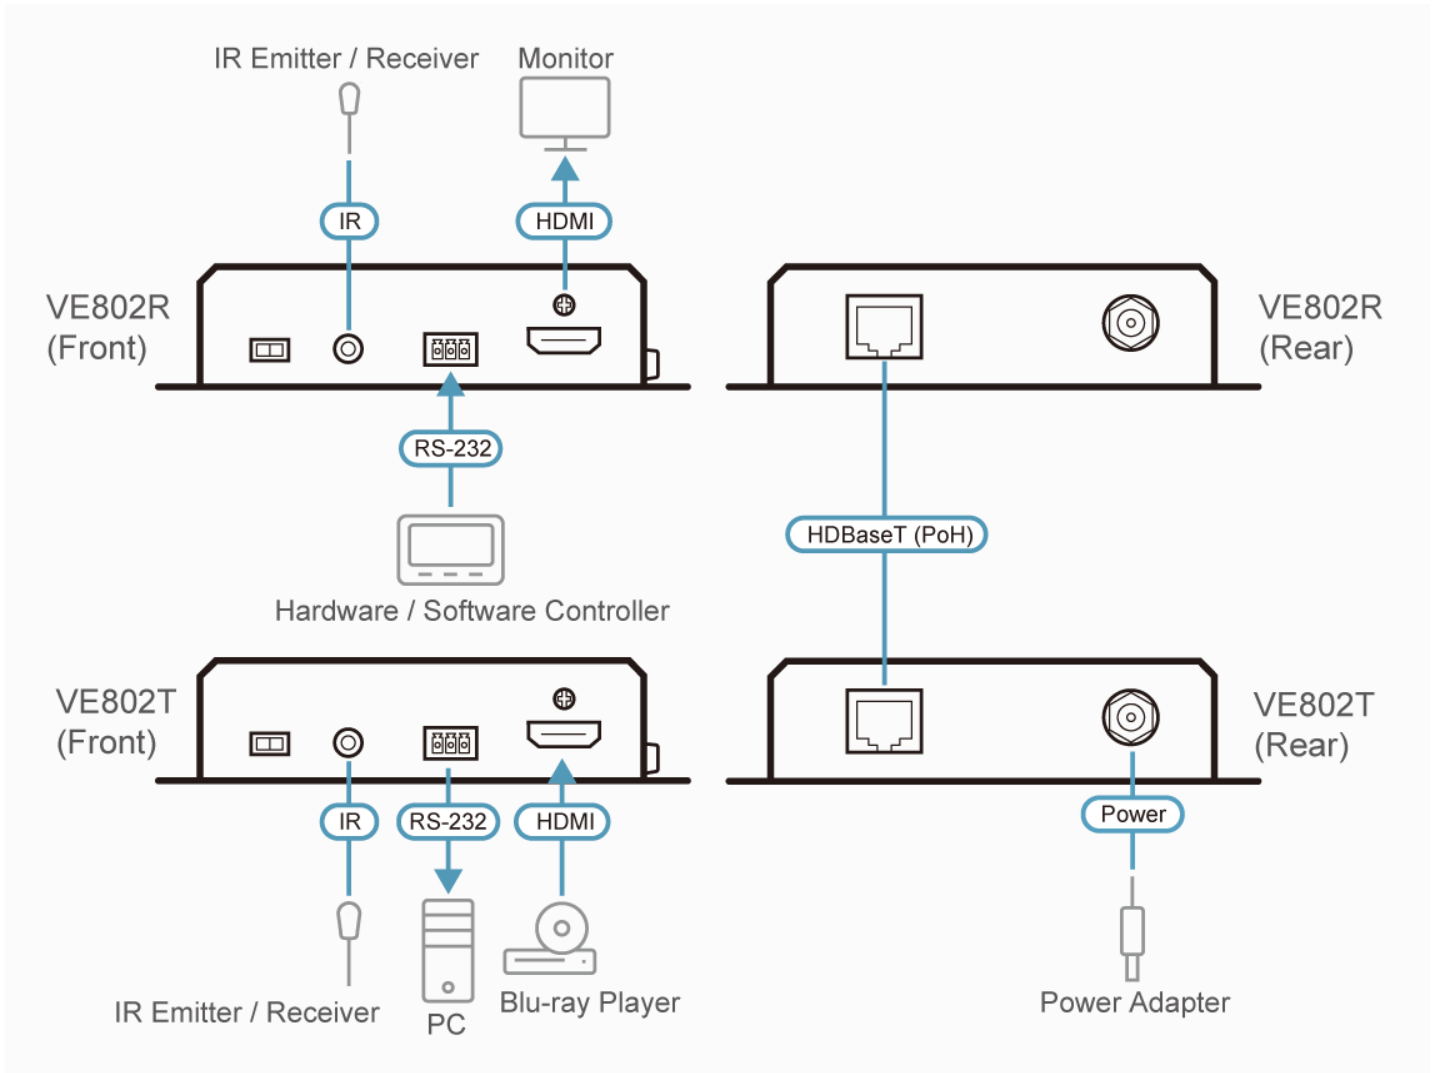 IR Emitter / Receiver
Monitor
IR
HDMI
VE802R
(Front)
VE802R
(Rear)
RS-232
HDBaseT (PoH)
Hardware / Software Controller
VE802T
(Front)
VE802T
(Rear)
IR
RS-232
HDMI
Power
IR Emitter / Receiver
PC
Blu-ray Player
Power Adapter